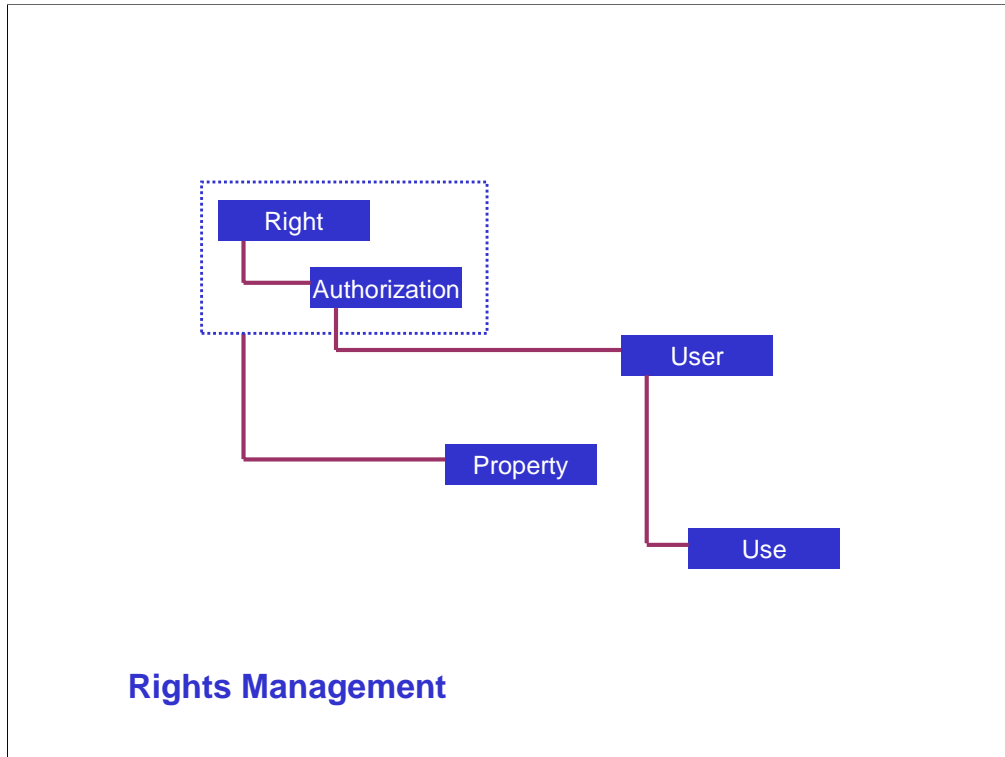 Right
Authorization
User
Property
Use
Rights Management